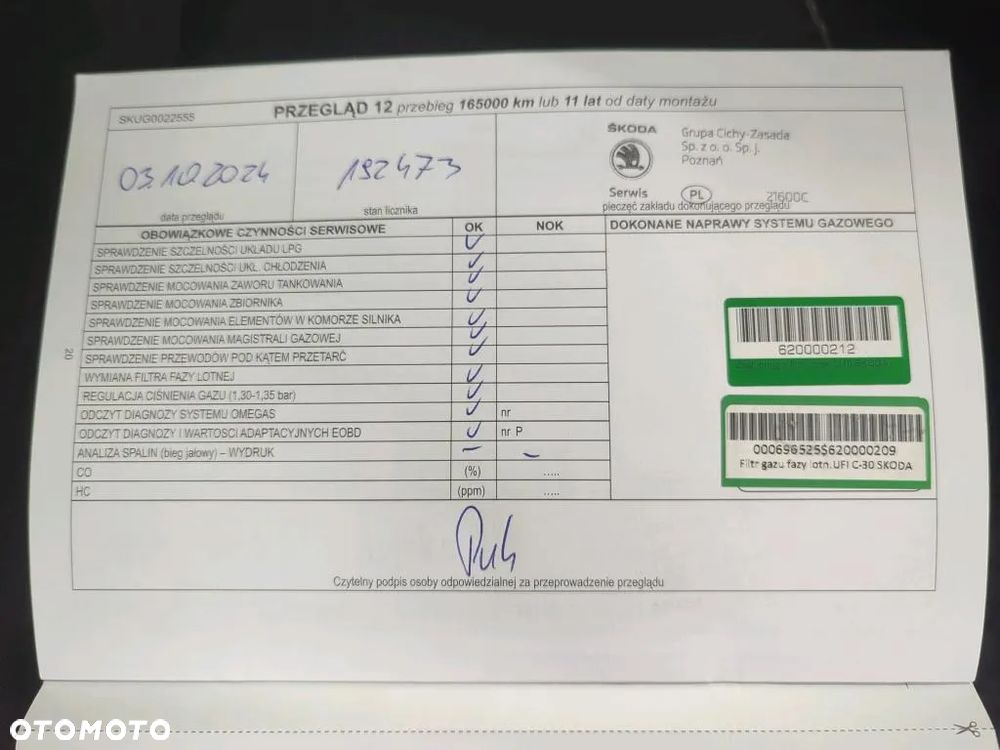 SKUG0022555
PRZEGLĄD 12 przebieg 165000 km lub 11 lat od daty montażu
03.10.2024
192473
ŠKODA
Grupa Cichy-Zasada
Sp. z o. o. Sp. j.
Poznań
Serwis
PL
21600C
data przeglądu
stan licznika
pieczęć zakładu dokonującego przeglądu
OBOWIĄZKOWE CZYNNOŚCI SERWISOWE
OK
NOK
DOKONANE NAPRAWY SYSTEMU GAZOWEGO
SPRAWDZENIE SZCZELNOŚCI UKŁADU LPG
SPRAWDZENIE SZCZELNOŚCI UKŁ. CHŁODZENIA
SPRAWDZENIE MOCOWANIA ZAWORU TANKOWANIA
SPRAWDZENIE MOCOWANIA ZBIORNIKA
SPRAWDZENIE MOCOWANIA ELEMENTÓW W KOMORZE SILNIKA
SPRAWDZENIE MOCOWANIA MAGISTRALI GAZOWEJ
SPRAWDZENIE PRZEWODÓW POD KĄTEM PRZETARĆ
WYMIANA FILTRA FAZY LOTNEJ
REGULACJA CIŚNIENIA GAZU (1,30-1,35 bar)
ODCZYT DIAGNOZY SYSTEMU OMEGAS
nr
ODCZYT DIAGNOZY I WARTOŚCI ADAPTACYJNYCH EOBD
nr P
ANALIZA SPALIN (bieg jałowy) – WYDRUK
CO
(%)
.....
HC
(ppm)
.....
20
620000212
000696525$620000209
Filtr gazu fazy lotn.UFI C-30 SKODA
Czytelny podpis osoby odpowiedzialnej za przeprowadzenie przeglądu
OTOMOTO